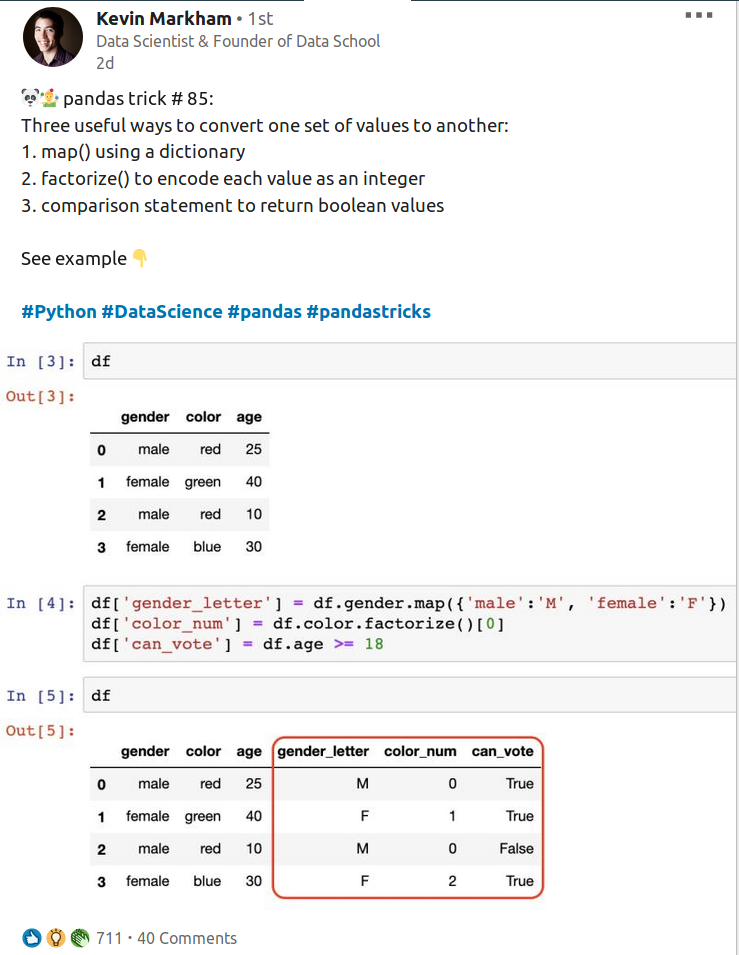 Kevin Markham • 1st
Data Scientist & Founder of Data School
2d
🐼🤹‍♂️ pandas trick # 85:
Three useful ways to convert one set of values to another:
1. map() using a dictionary
2. factorize() to encode each value as an integer
3. comparison statement to return boolean values
See example 👇
#Python #DataScience #pandas #pandastricks
In [3]: df
Out[3]:
gender color age
0 male red 25
1 female green 40
2 male red 10
3 female blue 30
In [4]: df['gender_letter'] = df.gender.map({'male':'M', 'female':'F'})
df['color_num'] = df.color.factorize()[0]
df['can_vote'] = df.age >= 18
In [5]: df
Out[5]:
gender color age gender_letter color_num can_vote
0 male red 25 M 0 True
1 female green 40 F 1 True
2 male red 10 M 0 False
3 female blue 30 F 2 True
711 • 40 Comments